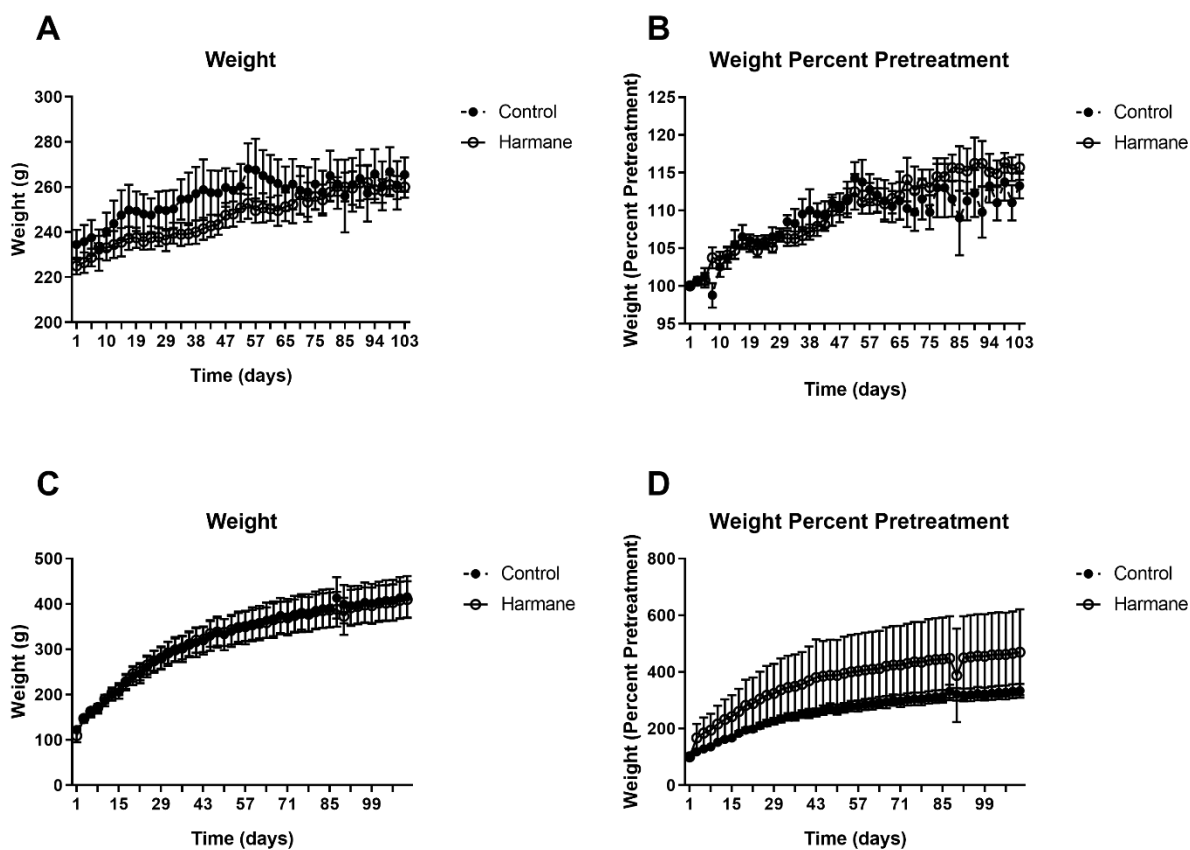 A
Weight
Weight (g)
300
280
260
240
220
200
1 10 19 29 38 47 57 65 75 85 94 103
Time (days)
Control
Harmane
B
Weight Percent Pretreatment
Weight (Percent Pretreatment)
125
120
115
110
105
100
95
1 10 19 29 38 47 57 65 75 85 94 103
Time (days)
Control
Harmane
C
Weight
Weight (g)
500
400
300
200
100
0
1 15 29 43 57 71 85 99
Time (days)
Control
Harmane
D
Weight Percent Pretreatment
Weight (Percent Pretreatment)
800
600
400
200
0
1 15 29 43 57 71 85 99
Time (days)
Control
Harmane